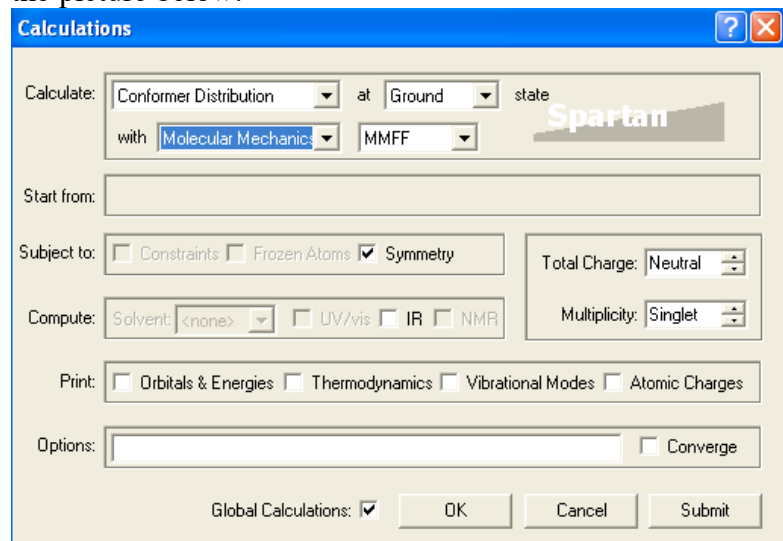 the picture below.
Calculations
Calculate: Conformer Distribution at Ground state
Spartan
with Molecular Mechanics MMFF
Start from:
Subject to: Constraints Frozen Atoms Symmetry
Total Charge: Neutral
Compute: Solvent: <none> UV/vis IR NMR
Multiplicity: Singlet
Print: Orbitals & Energies Thermodynamics Vibrational Modes Atomic Charges
Options: Converge
Global Calculations: OK Cancel Submit